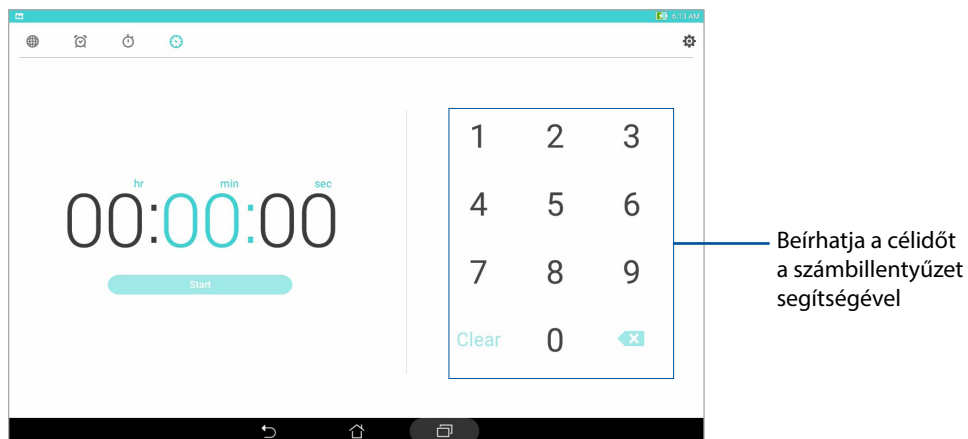 6:13 AM
hr min sec
00:00:00
Start
1 2 3
4 5 6
7 8 9
Clear 0
Beírhatja a célidőt
a számbillentyűzet
segítségével